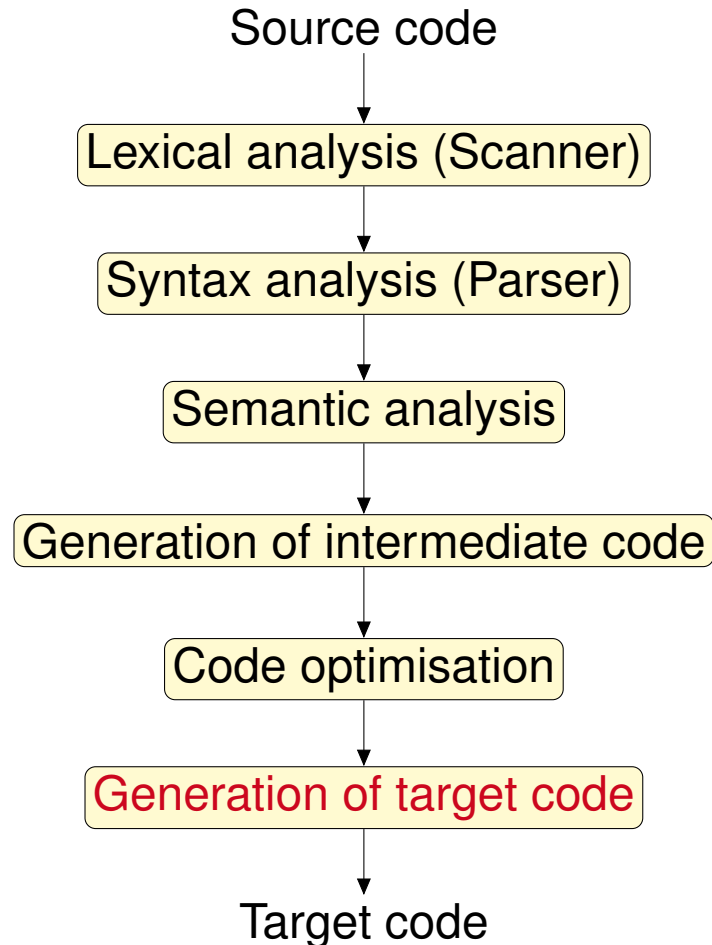 Source code
Lexical analysis (Scanner)
Syntax analysis (Parser)
Semantic analysis
Generation of intermediate code
Code optimisation
Generation of target code
Target code